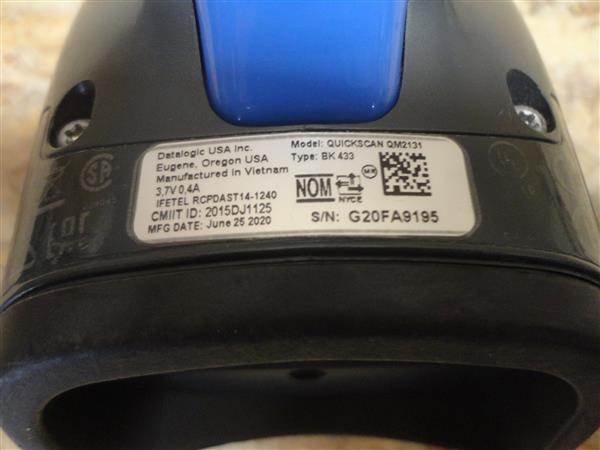 Datalogic USA Inc.
Eugene, Oregon USA
Manufactured in Vietnam
3,7V 0,4A
IFETEL RCPDAST14-1240
CMIIT ID: 2015DJ1125
MFG DATE: June 25 2020
Model: QUICKSCAN QM2131
Type: BK 433
NOM
NYCE
S/N: G20FA9195